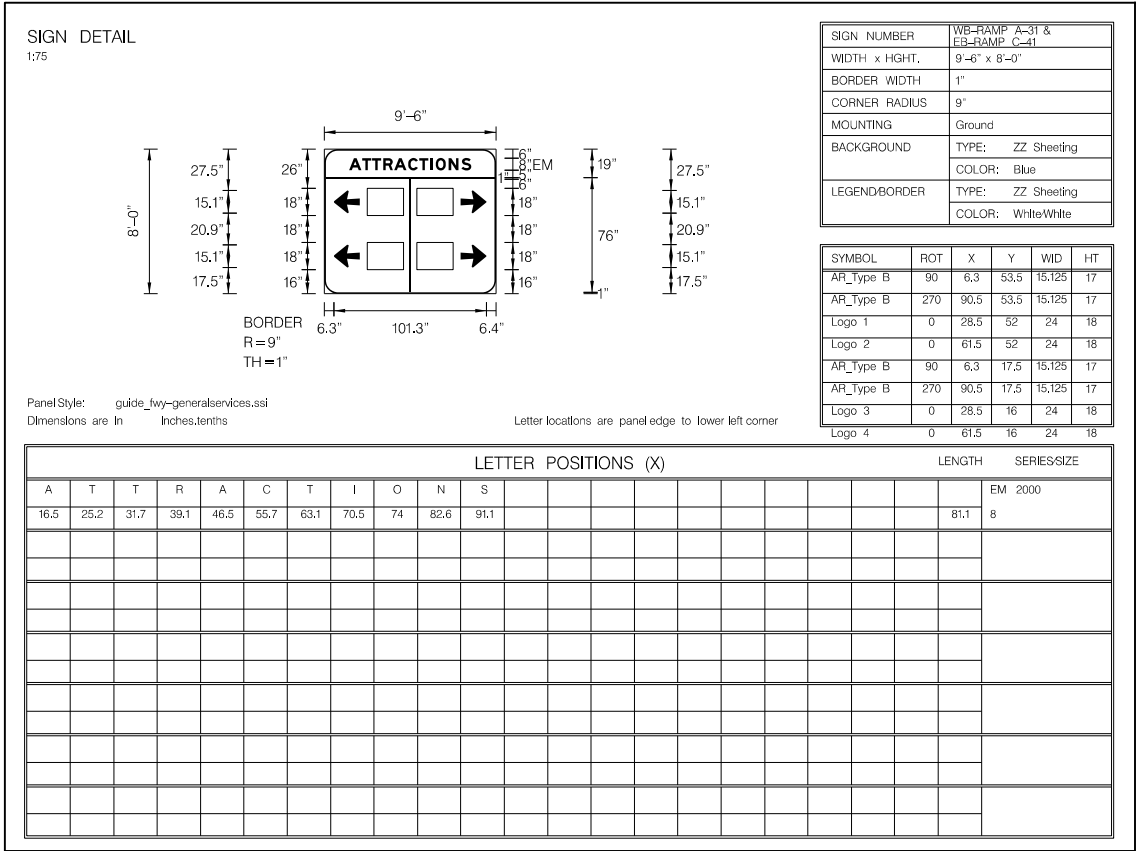 SIGN DETAIL
1:75
SIGN NUMBER WB–RAMP A–31 & EB–RAMP C–41
WIDTH x HGHT. 9'–6" x 8'–0"
BORDER WIDTH 1"
CORNER RADIUS 9"
MOUNTING Ground
BACKGROUND TYPE: ZZ Sheeting
COLOR: Blue
LEGEND/BORDER TYPE: ZZ Sheeting
COLOR: White/White
9'–6"
8'–0"
27.5"
15.1"
20.9"
15.1"
17.5"
26"
18"
18"
18"
16"
ATTRACTIONS
6"
8"EM
1"
6"
18"
18"
18"
16"
19"
76"
1"
27.5"
15.1"
20.9"
15.1"
17.5"
6.3" 101.3" 6.4"
BORDER
R=9"
TH=1"
SYMBOL ROT X Y WID HT
AR_Type B 90 6.3 53.5 15.125 17
AR_Type B 270 90.5 53.5 15.125 17
Logo 1 0 28.5 52 24 18
Logo 2 0 61.5 52 24 18
AR_Type B 90 6.3 17.5 15.125 17
AR_Type B 270 90.5 17.5 15.125 17
Logo 3 0 28.5 16 24 18
Logo 4 0 61.5 16 24 18
Panel Style: guide_fwy–generalservices.ssi
Dimensions are in inches.tenths Letter locations are panel edge to lower left corner
LETTER POSITIONS (X) LENGTH SERIES/SIZE
A T T R A C T I O N S EM 2000
16.5 25.2 31.7 39.1 46.5 55.7 63.1 70.5 74 82.6 91.1 81.1 8